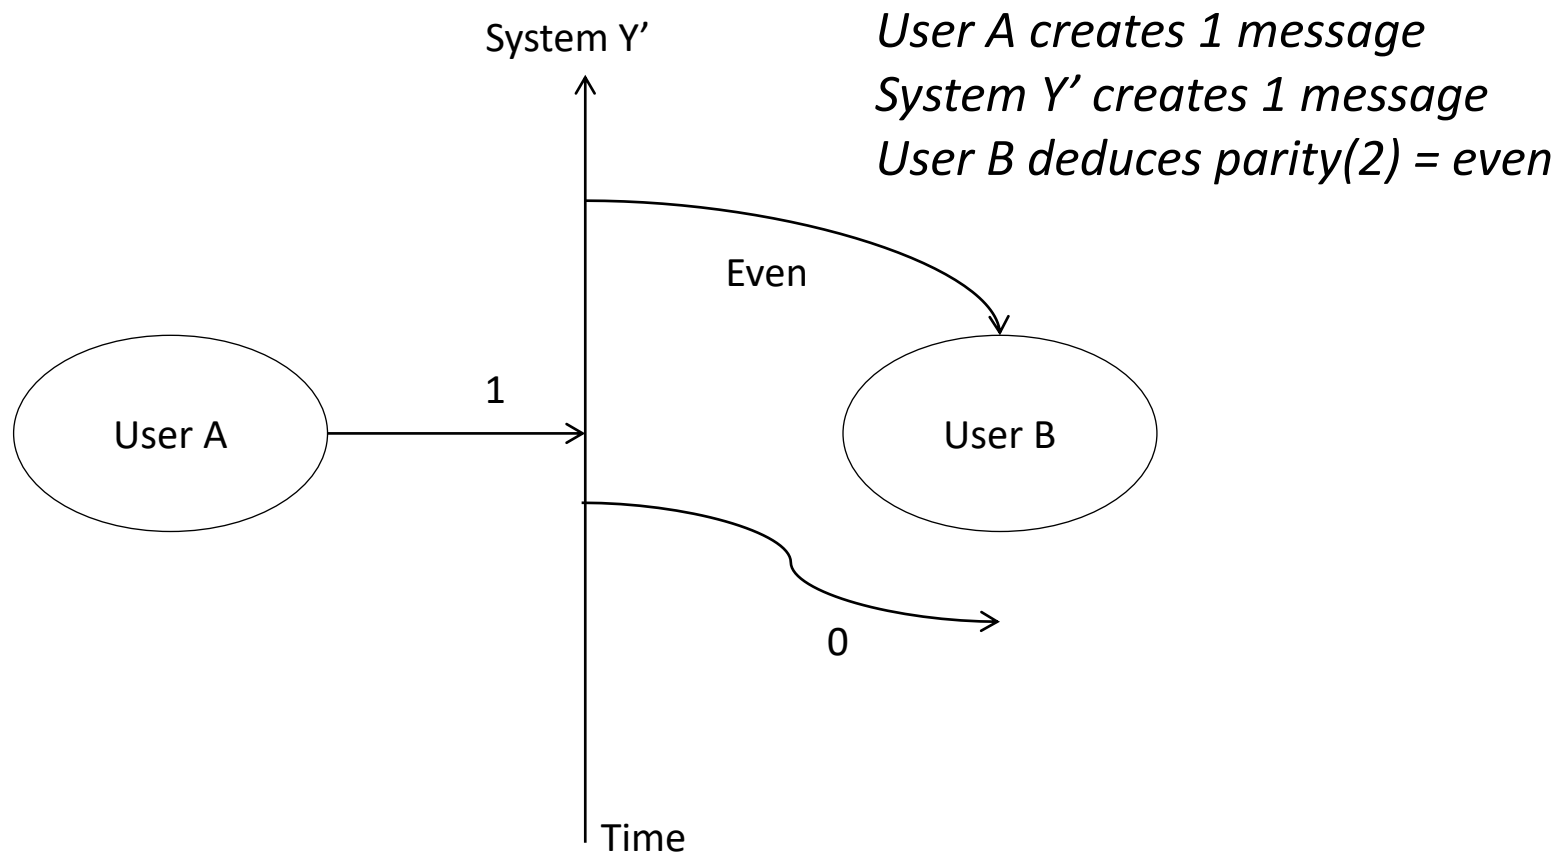 System Y’
User A creates 1 message
System Y’ creates 1 message
User B deduces parity(2) = even
Even
1
User A
User B
0
Time